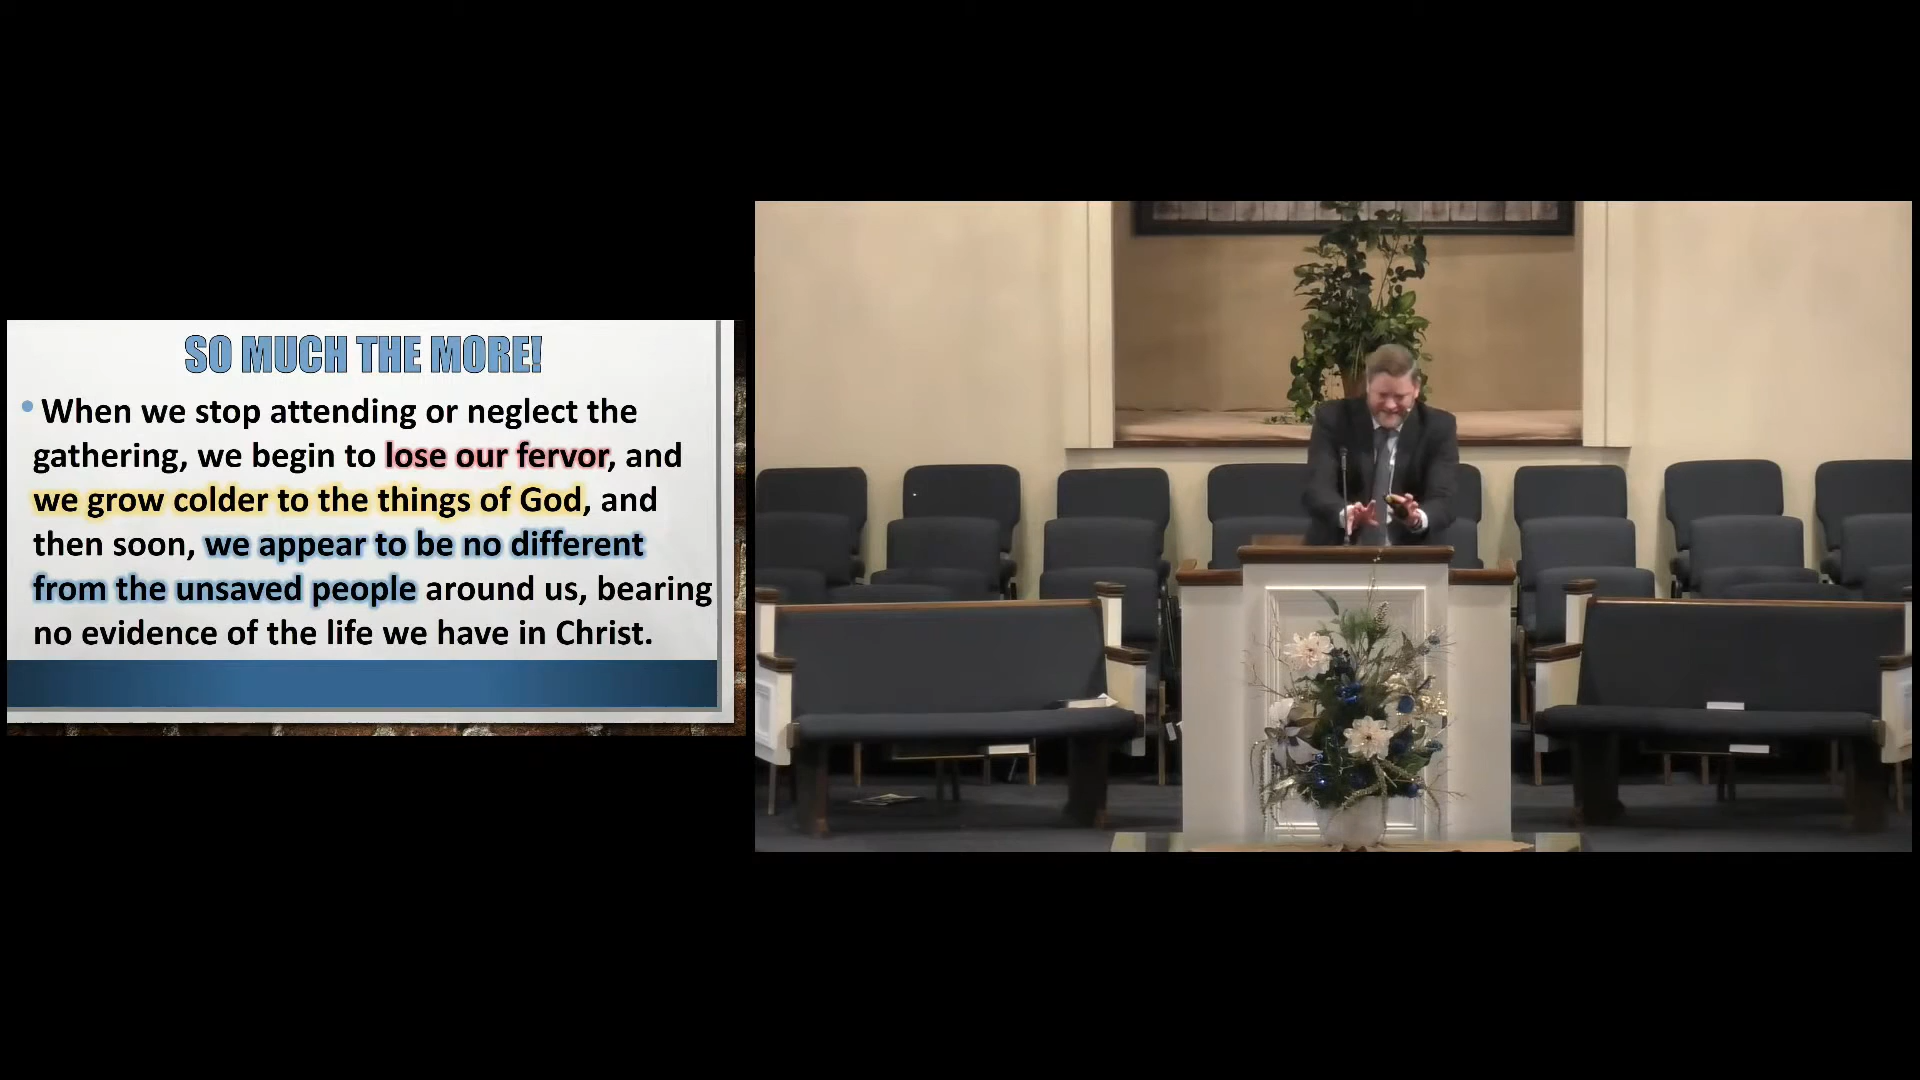 SO MUCH THE MORE!
• When we stop attending or neglect the
gathering, we begin to lose our fervor, and
we grow colder to the things of God, and
then soon, we appear to be no different
from the unsaved people around us, bearing
no evidence of the life we have in Christ.